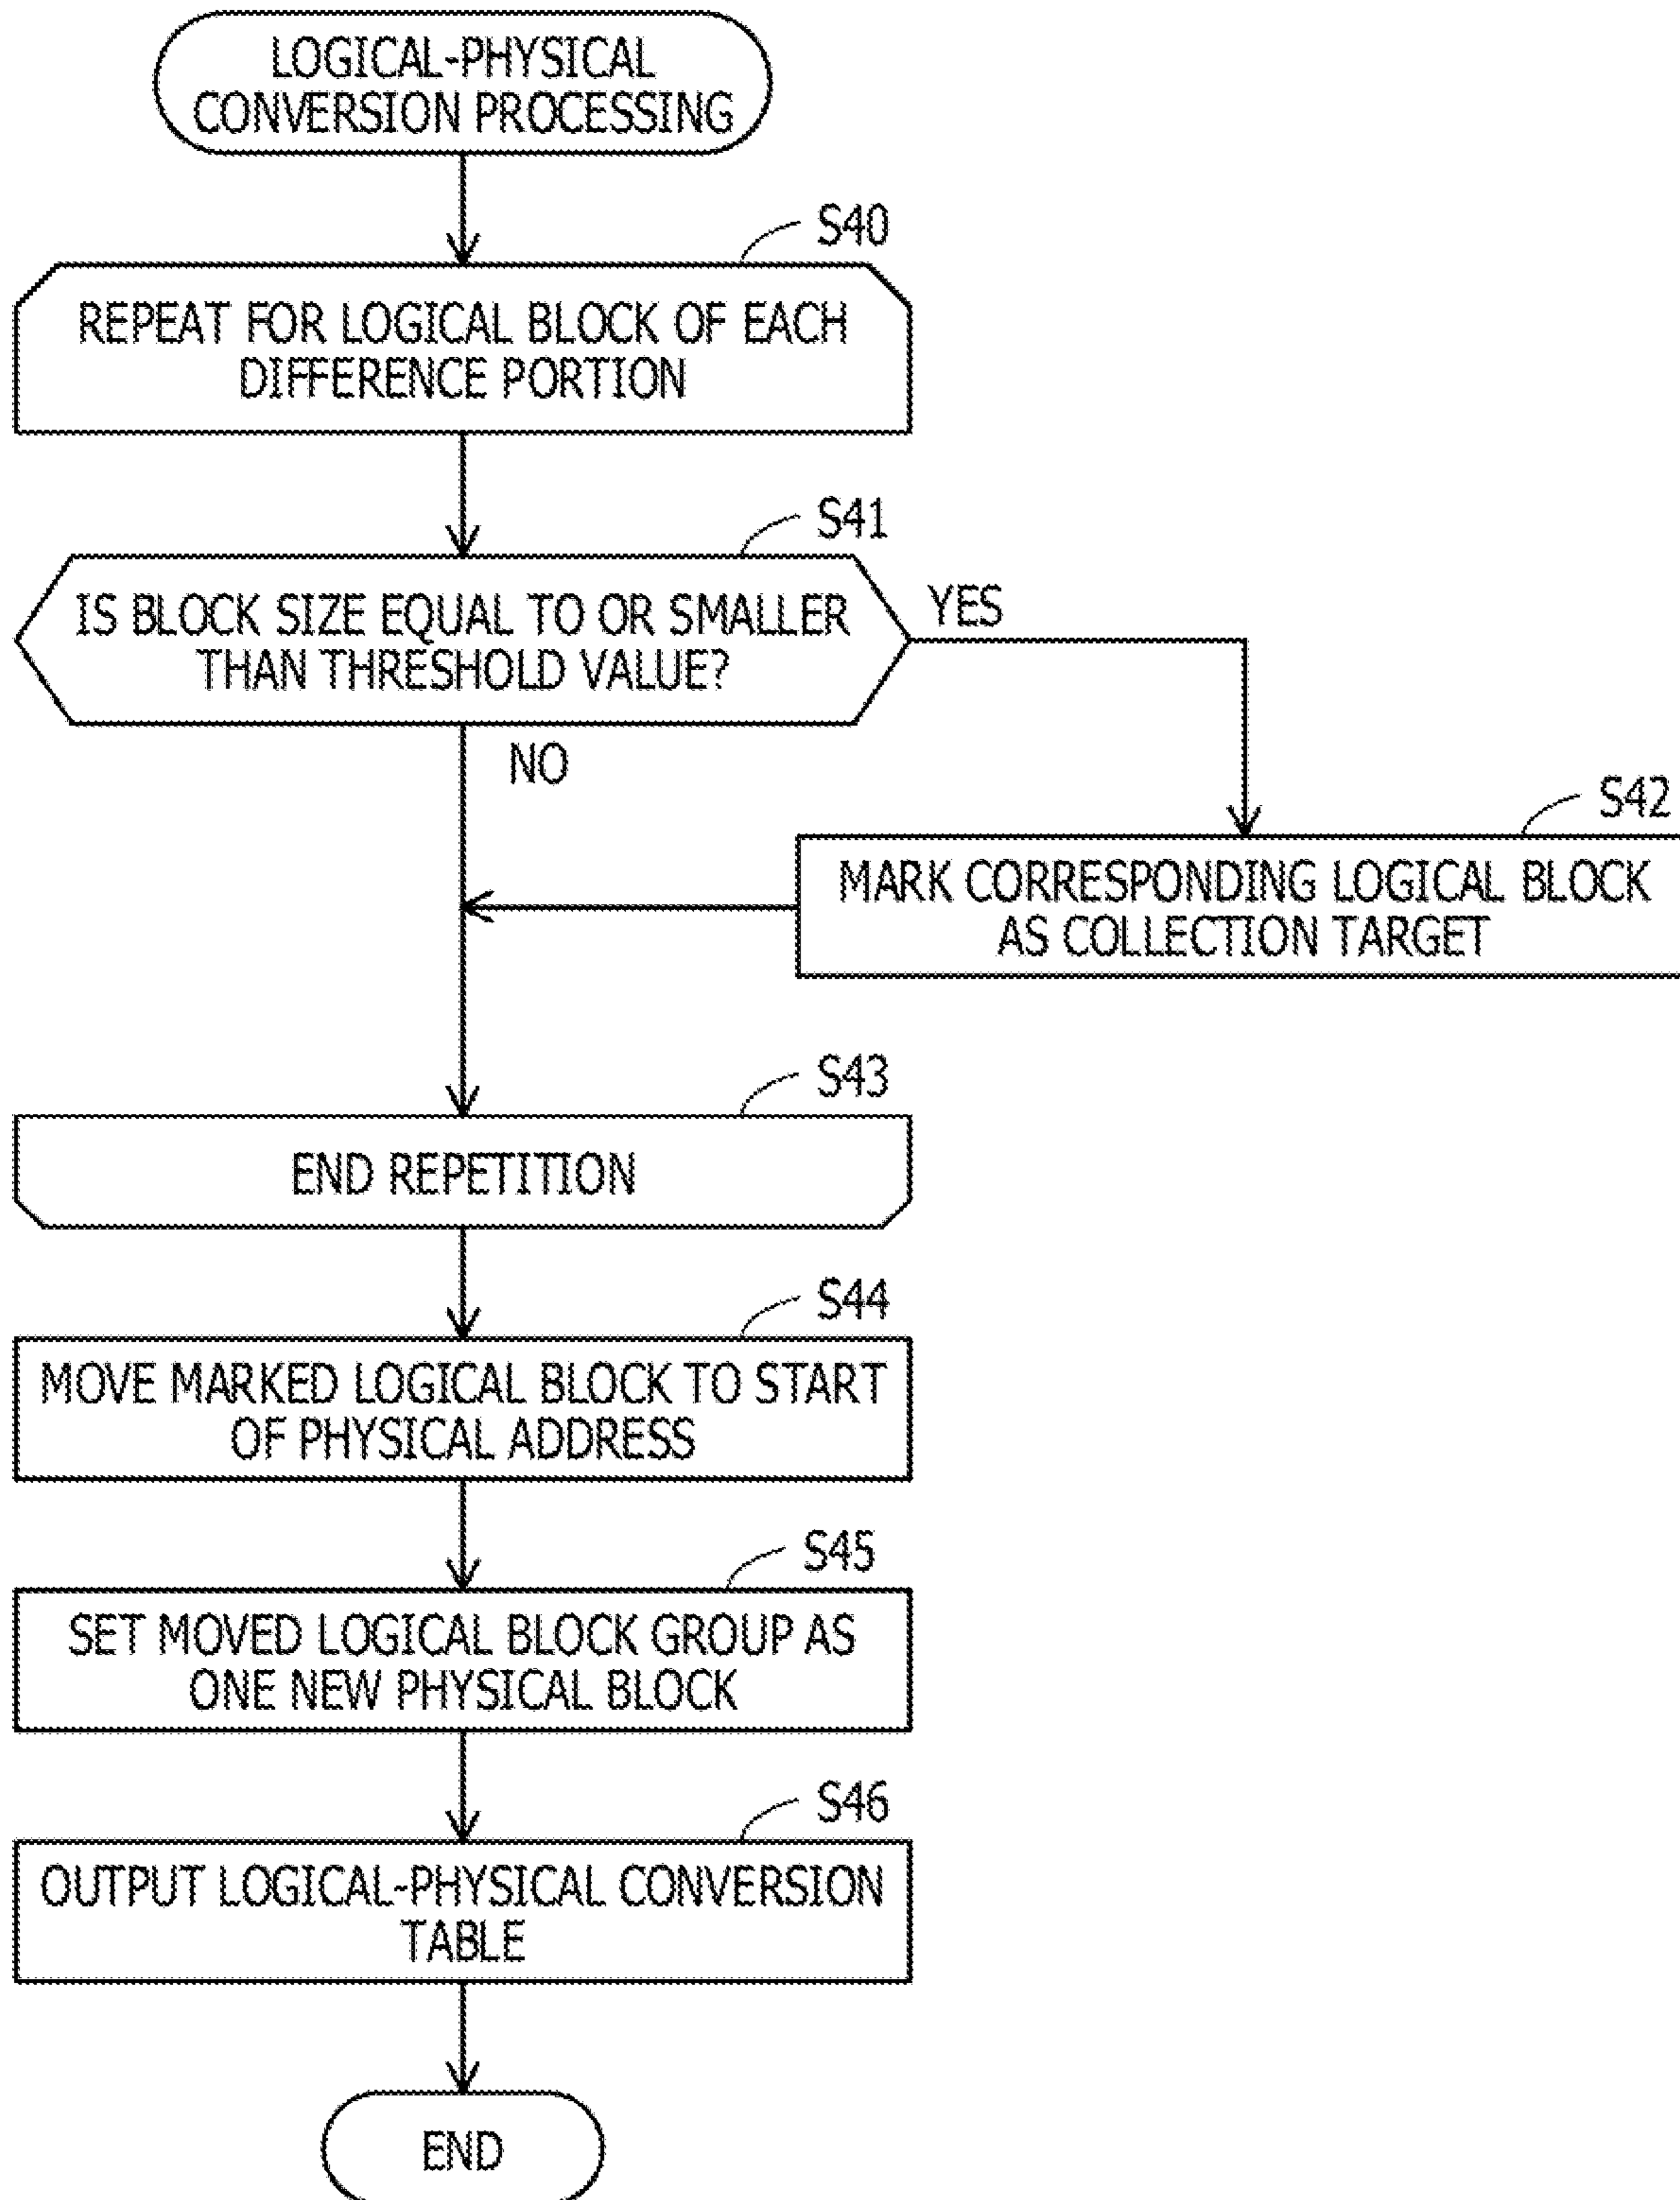 LOGICAL-PHYSICAL
CONVERSION PROCESSING
S40
REPEAT FOR LOGICAL BLOCK OF EACH
DIFFERENCE PORTION
S41
IS BLOCK SIZE EQUAL TO OR SMALLER
THAN THRESHOLD VALUE?
YES
NO
S42
MARK CORRESPONDING LOGICAL BLOCK
AS COLLECTION TARGET
S43
END REPETITION
S44
MOVE MARKED LOGICAL BLOCK TO START
OF PHYSICAL ADDRESS
S45
SET MOVED LOGICAL BLOCK GROUP AS
ONE NEW PHYSICAL BLOCK
S46
OUTPUT LOGICAL-PHYSICAL CONVERSION
TABLE
END